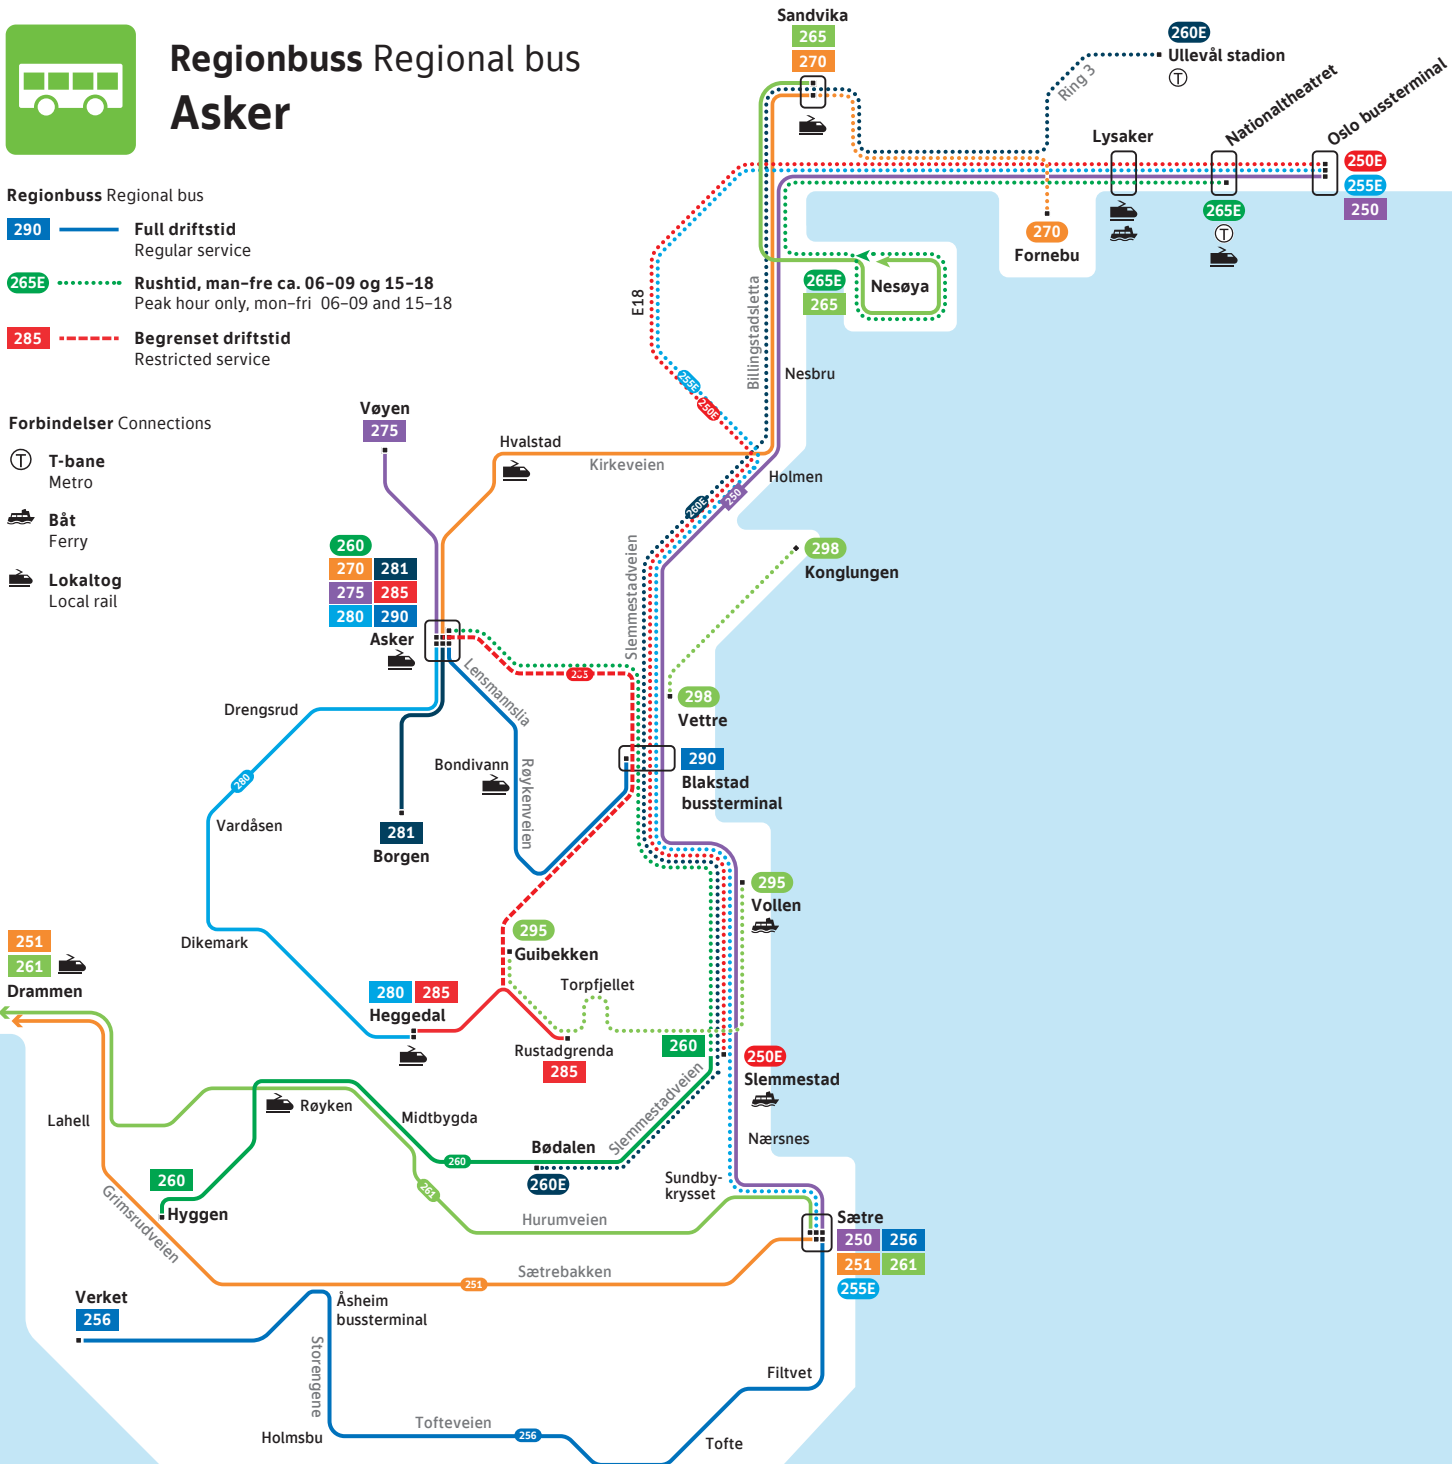 Regionbuss Regional bus
Asker
Regionbuss Regional bus
290 Full driftstid
Regular service
265E Rushtid, man–fre ca. 06–09 og 15–18
Peak hour only, mon–fri 06–09 and 15–18
285 Begrenset driftstid
Restricted service
Forbindelser Connections
T T-bane
Metro
Båt
Ferry
Lokaltog
Local rail
Sandvika
265
270
260E
Ullevål stadion
T
Ring 3
Lysaker
Nationaltheatret
Oslo bussterminal
250E
255E
250
265E
T
270
Fornebu
265E
265
Nesøya
E18
Billingstadsletta
Nesbru
255E
250E
Vøyen
275
Hvalstad
Kirkeveien
Holmen
260E
250
Slemmestadveien
298
Konglungen
260
270 281
275 285
280 290
Asker
Lensmannslia
285
298
Vettre
Drengsrud
Bondivann
Røykenveien
290
Blakstad
bussterminal
280
Vardåsen
281
Borgen
295
Vollen
251
261
Drammen
Dikemark
295
Guibekken
Torpfjellet
280 285
Heggedal
Rustadgrenda
285
260
250E
Slemmestad
Slemmestadveien
Røyken
Midtbygda
Lahell
Nærsnes
Bødalen
260
260E
260
Hyggen
261
Sundby-
krysset
Hurumveien
Grimsrudveien
Sætre
250 256
251 261
255E
Sætrebakken
251
Verket
256
Åsheim
bussterminal
Storengene
Filtvet
Holmsbu
Tofteveien
256
Tofte